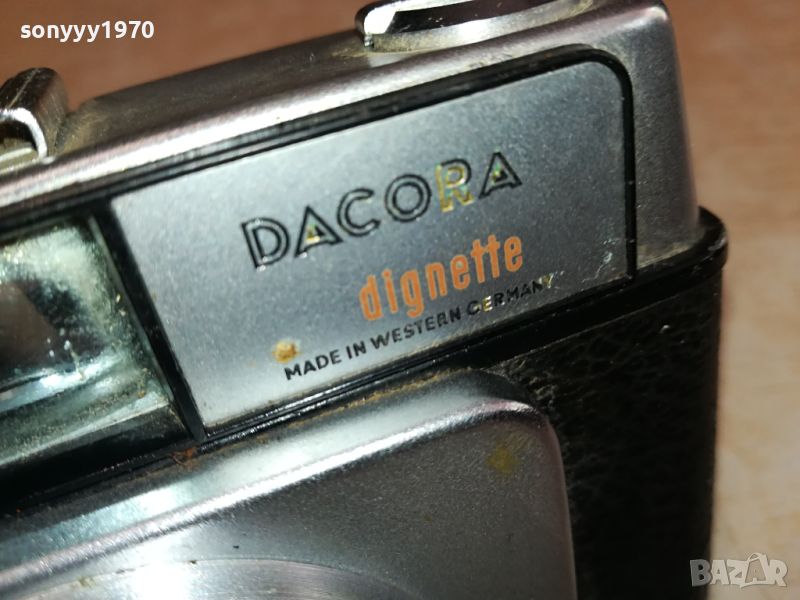 sonyyy1970
DACORA
dignette
MADE IN WESTERN GERMANY
BAZAR